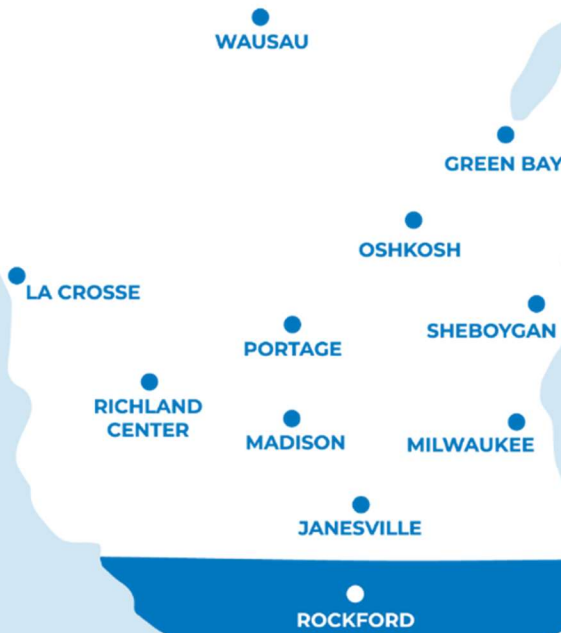 WAUSAU
GREEN BAY
OSHKOSH
LA CROSSE
SHEBOYGAN
PORTAGE
RICHLAND
CENTER
MADISON
MILWAUKEE
JANESVILLE
ROCKFORD